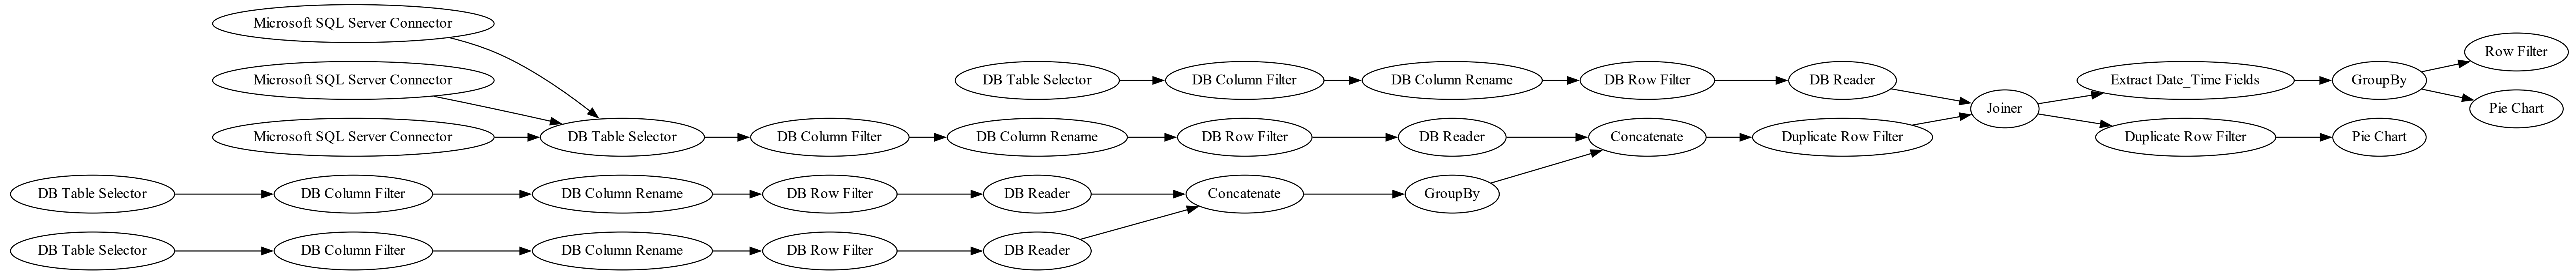 Microsoft SQL Server Connector
Microsoft SQL Server Connector
Microsoft SQL Server Connector
DB Table Selector
DB Column Filter
DB Column Rename
DB Row Filter
DB Reader
DB Table Selector
DB Column Filter
DB Column Rename
DB Row Filter
DB Reader
Concatenate
Duplicate Row Filter
Joiner
Extract Date_Time Fields
GroupBy
Row Filter
Pie Chart
Duplicate Row Filter
Pie Chart
DB Table Selector
DB Column Filter
DB Column Rename
DB Row Filter
DB Reader
Concatenate
GroupBy
DB Table Selector
DB Column Filter
DB Column Rename
DB Row Filter
DB Reader